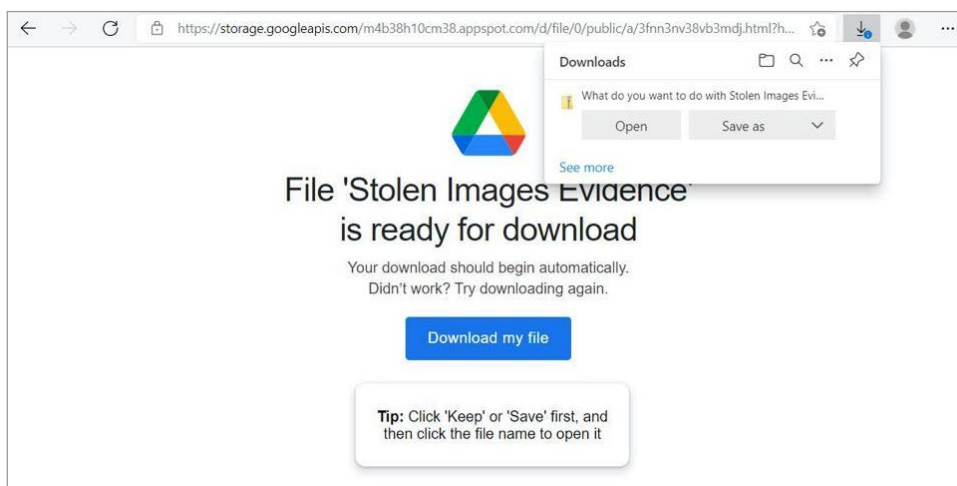 https://storage.googleapis.com/m4b38h10cm38.appspot.com/d/file/0/public/a/3fnn3nv38vb3mdj.html?h...
Downloads
What do you want to do with Stolen Images Evi...
Open
Save as
See more
File 'Stolen Images Evidence'
is ready for download
Your download should begin automatically.
Didn't work? Try downloading again.
Download my file
Tip: Click 'Keep' or 'Save' first, and
then click the file name to open it